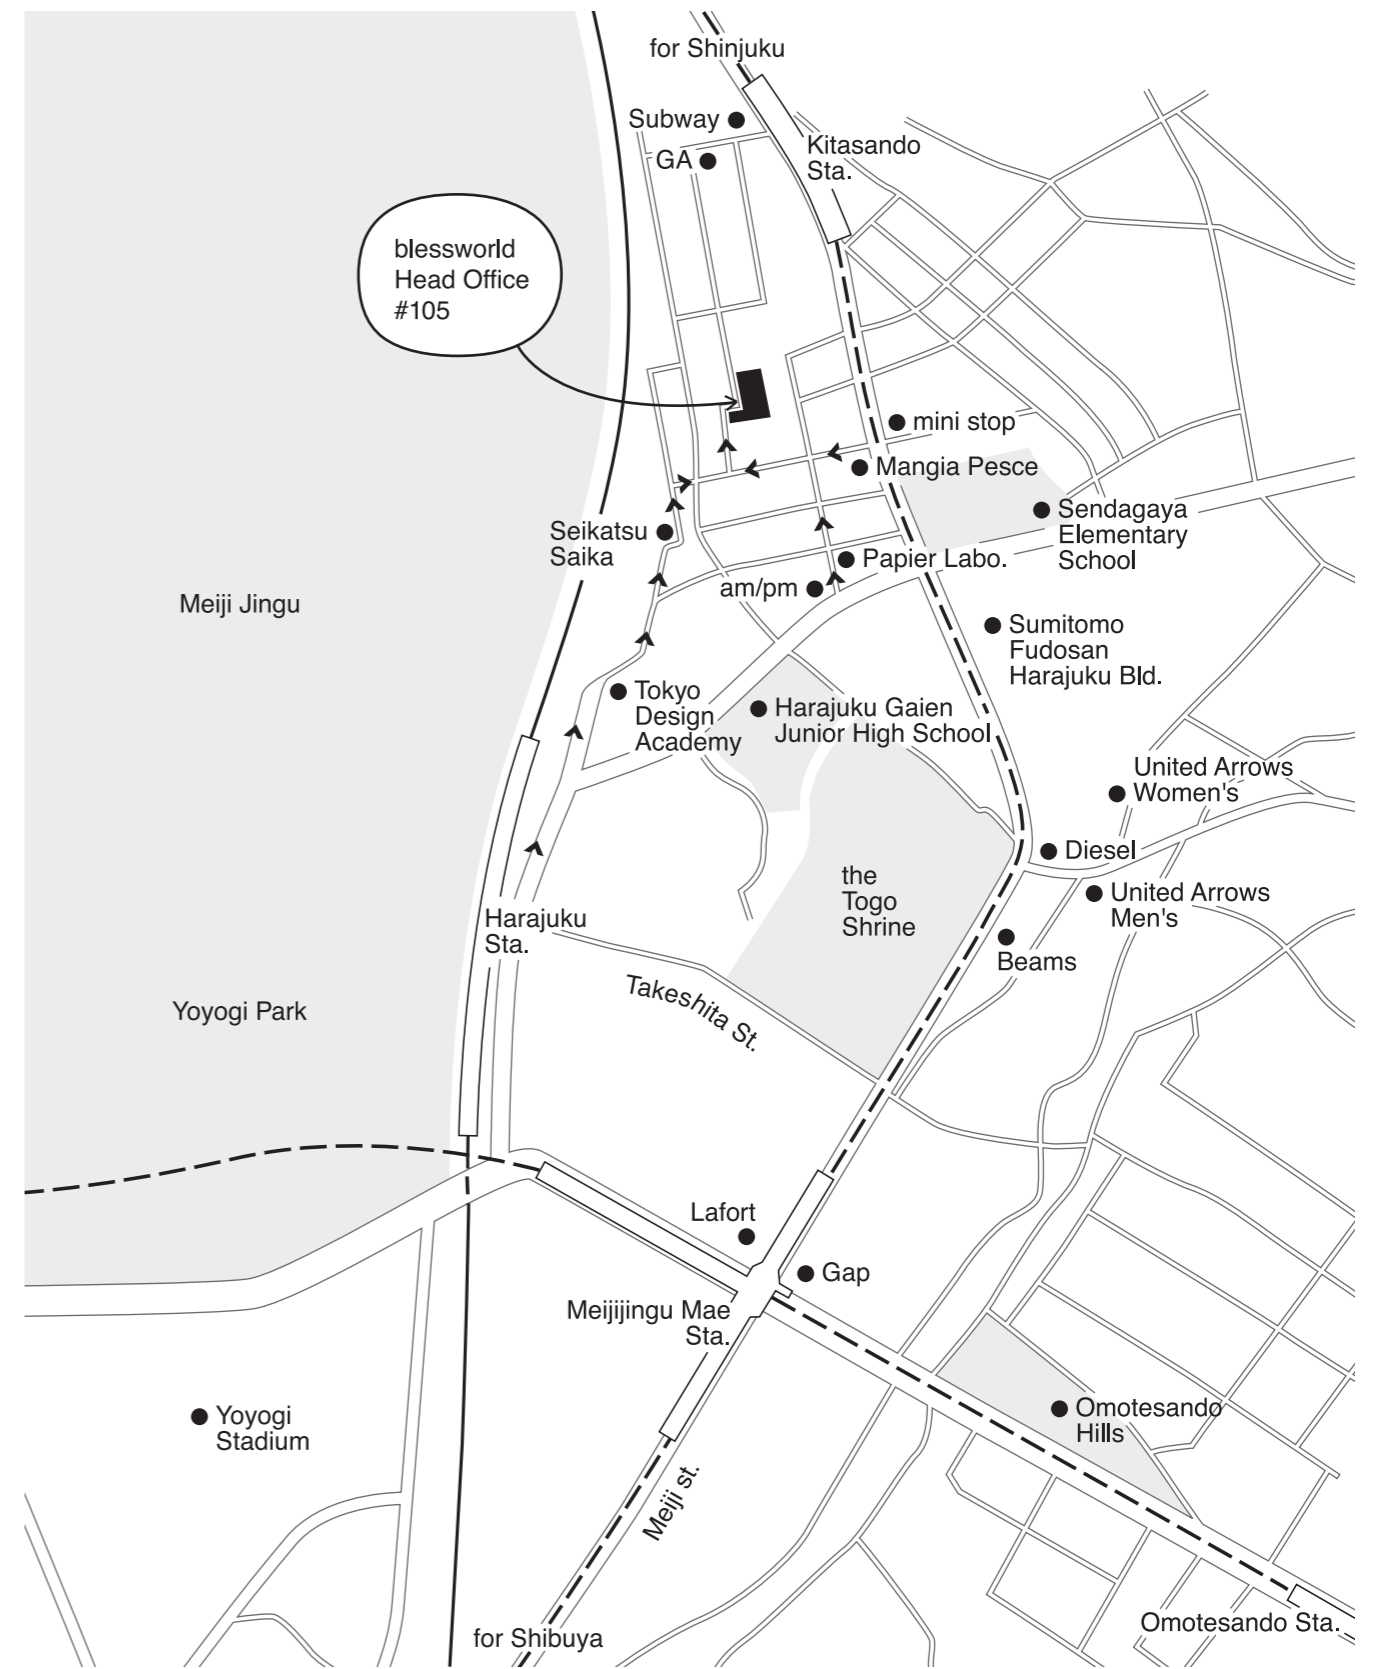 for Shinjuku
Subway
Kitasando
Sta.
GA
blessworld
Head Office
#105
mini stop
Mangia Pesce
Sendagaya
Elementary
School
Seikatsu
Saika
Papier Labo.
am/pm
Meiji Jingu
Sumitomo
Fudosan
Harajuku Bld.
Tokyo
Design
Academy
Harajuku Gaien
Junior High School
United Arrows
Women's
Diesel
the
Togo
Shrine
United Arrows
Men's
Harajuku
Sta.
Beams
Takeshita St.
Yoyogi Park
Lafort
Gap
Meijijingu Mae
Sta.
Omotesando
Hills
Yoyogi
Stadium
Meiji st.
for Shibuya
Omotesando Sta.